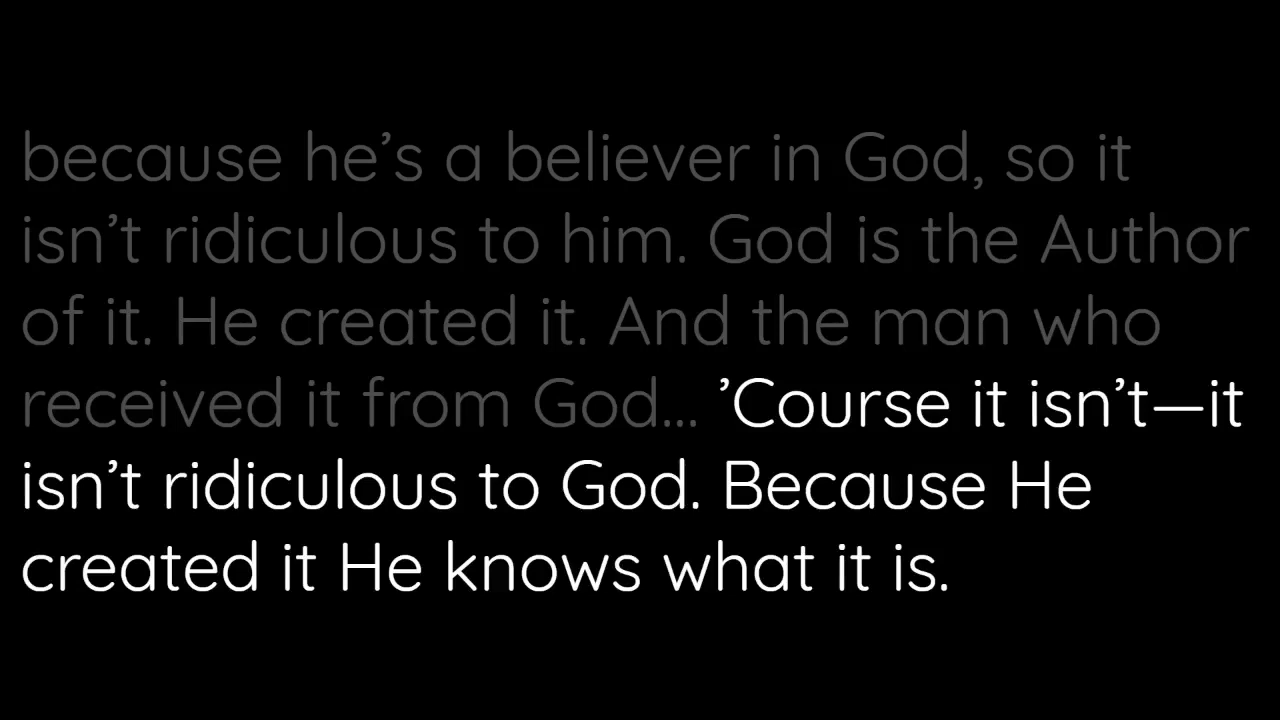 because he’s a believer in God, so it
isn’t ridiculous to him. God is the Author
of it. He created it. And the man who
received it from God... ’Course it isn’t—it
isn’t ridiculous to God. Because He
created it He knows what it is.